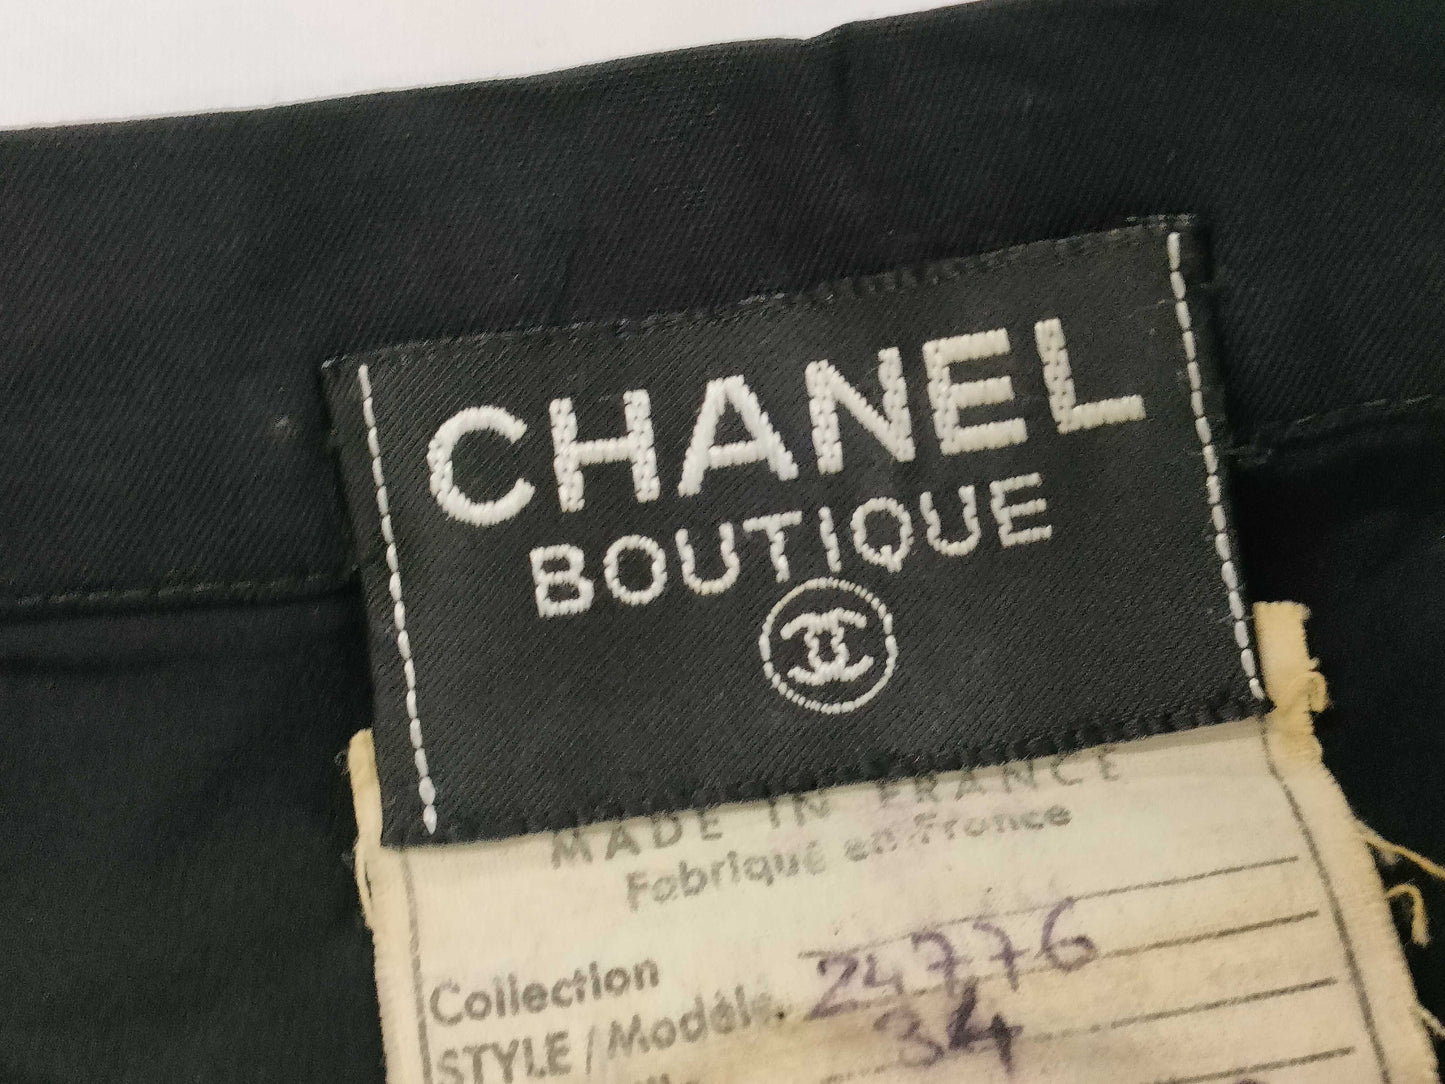 CHANEL
BOUTIQUE
MADE IN FRANCE
Fabriqué en France
Collection
STYLE/Modèle 24776
34